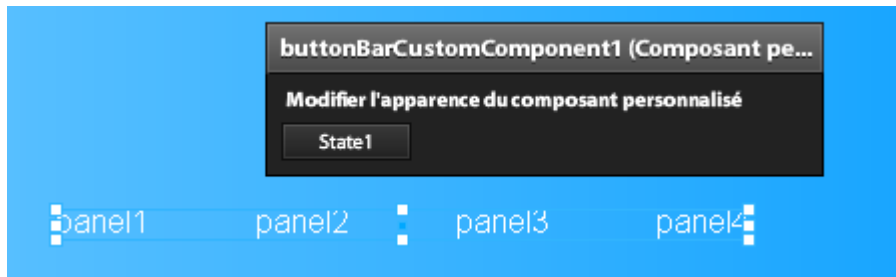 buttonBarCustomComponent1 (Composant pe...
Modifier l'apparence du composant personnalisé
State1
panel1 panel2 panel3 panel4